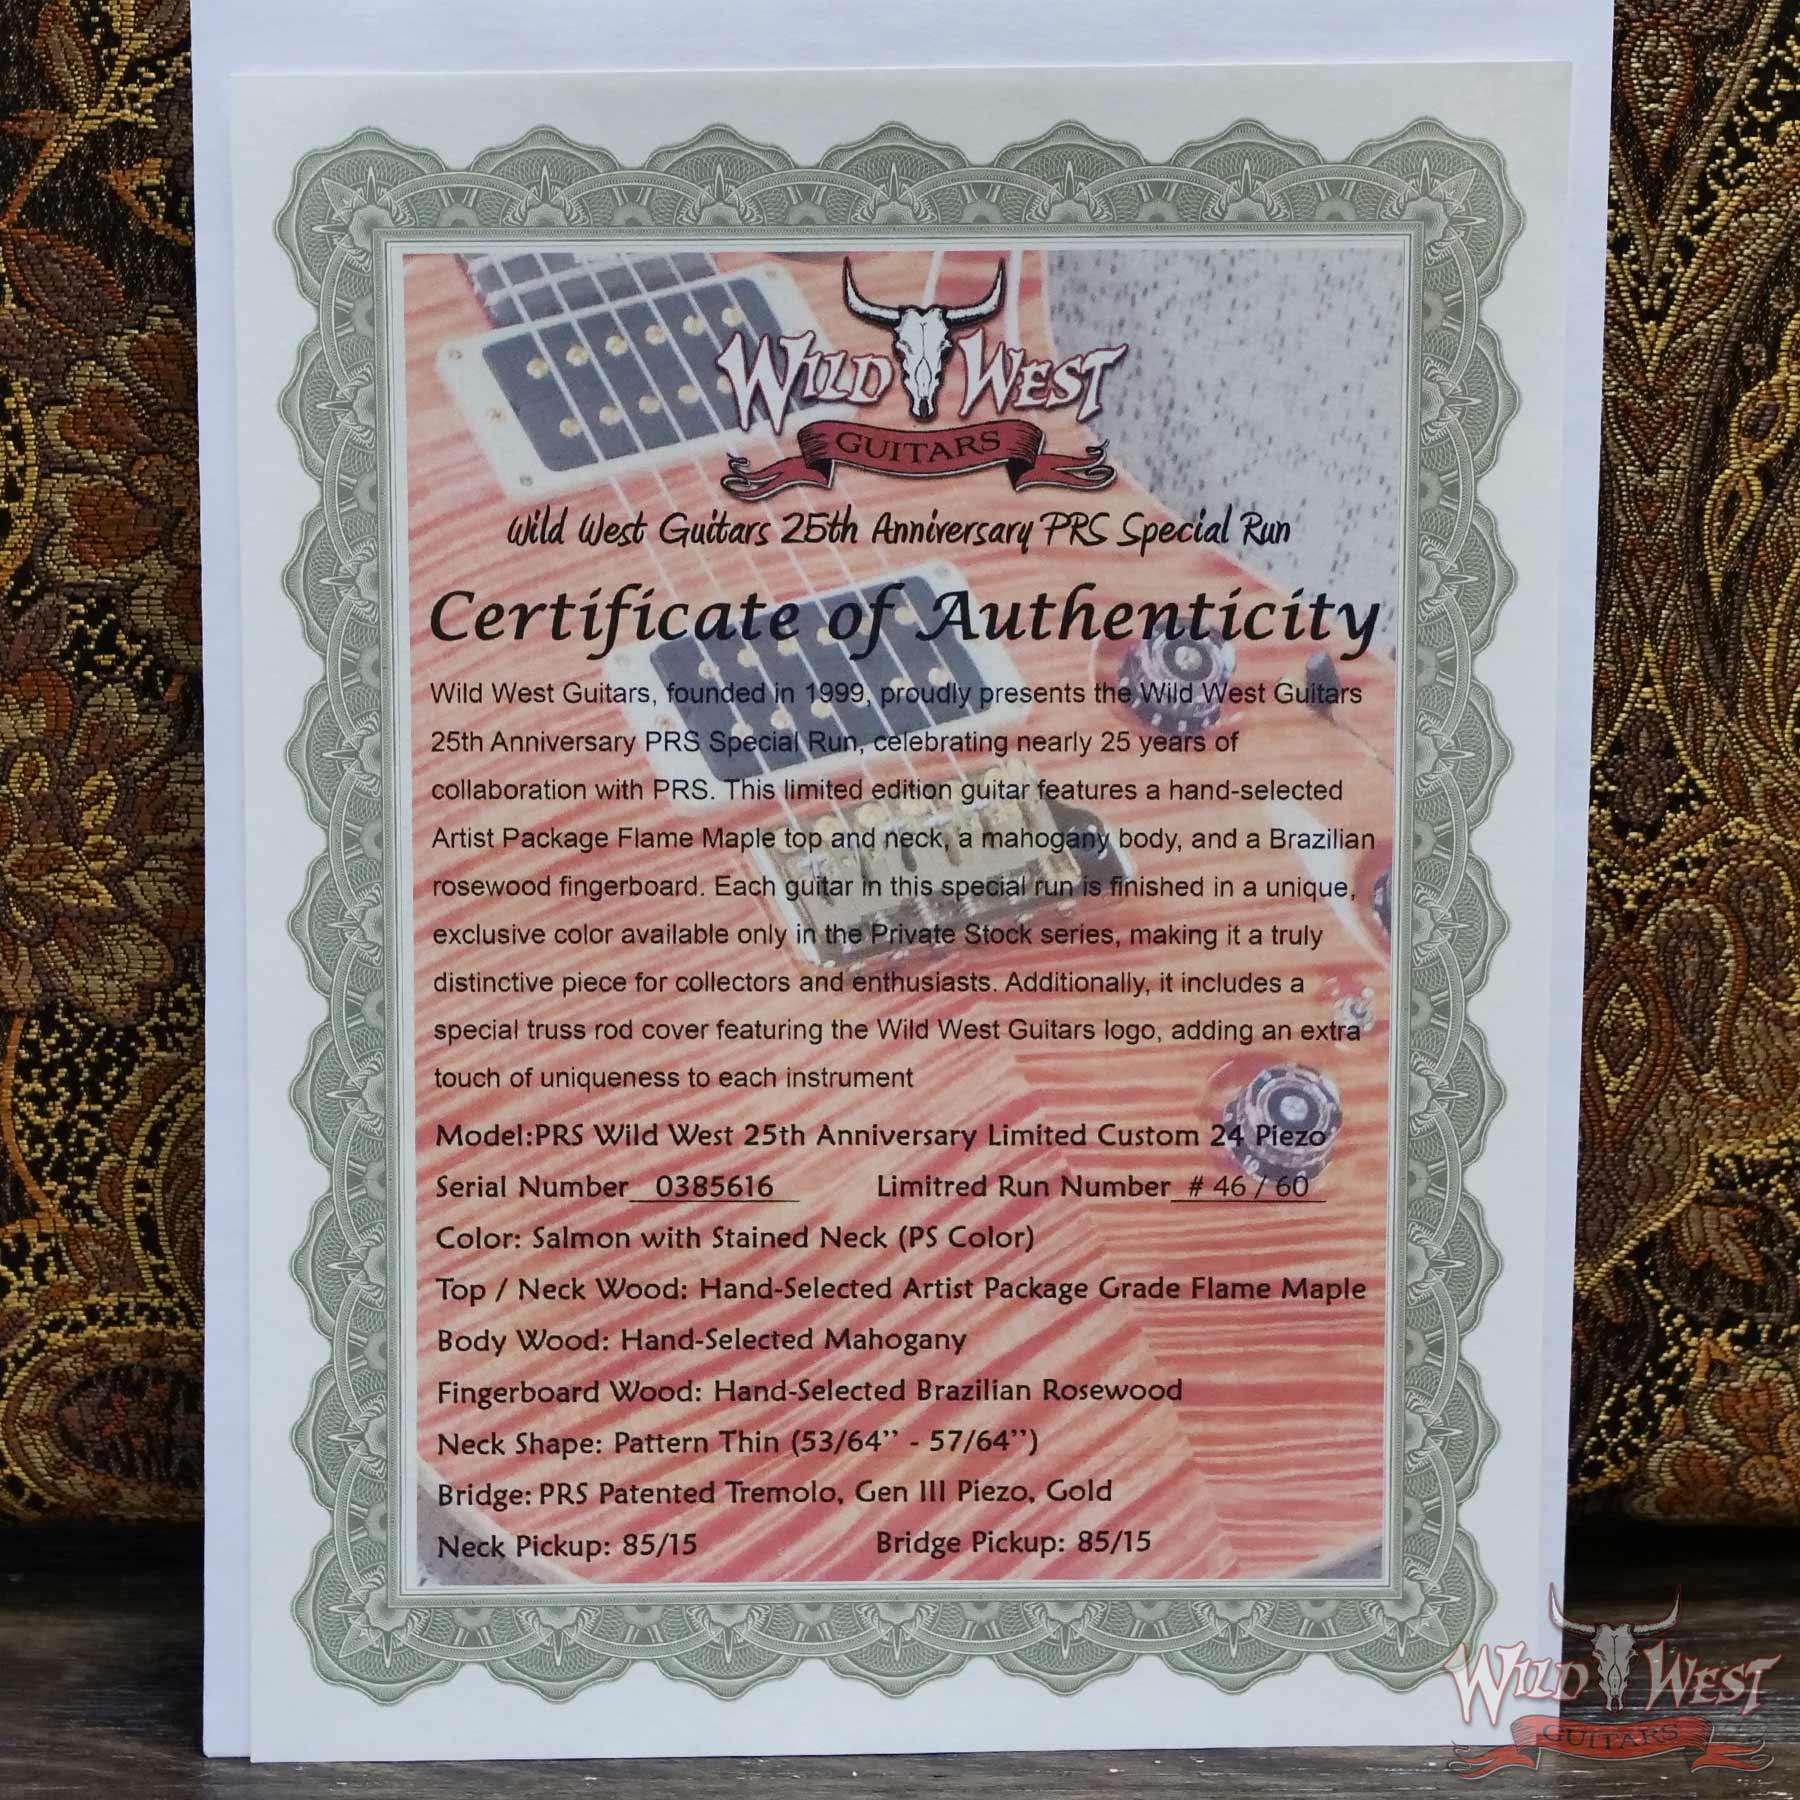 WILD WEST
GUITARS
Wild West Guitars 25th Anniversary PRS Special Run
Certificate of Authenticity
Wild West Guitars, founded in 1999, proudly presents the Wild West Guitars
25th Anniversary PRS Special Run, celebrating nearly 25 years of
collaboration with PRS. This limited edition guitar features a hand-selected
Artist Package Flame Maple top and neck, a mahogany body, and a Brazilian
rosewood fingerboard. Each guitar in this special run is finished in a unique,
exclusive color available only in the Private Stock series, making it a truly
distinctive piece for collectors and enthusiasts. Additionally, it includes a
special truss rod cover featuring the Wild West Guitars logo, adding an extra
touch of uniqueness to each instrument
Model:PRS Wild West 25th Anniversary Limited Custom 24 Piezo
Serial Number 0385616 Limitred Run Number # 46 / 60
Color: Salmon with Stained Neck (PS Color)
Top / Neck Wood: Hand-Selected Artist Package Grade Flame Maple
Body Wood: Hand-Selected Mahogany
Fingerboard Wood: Hand-Selected Brazilian Rosewood
Neck Shape: Pattern Thin (53/64” - 57/64”)
Bridge: PRS Patented Tremolo, Gen III Piezo, Gold
Neck Pickup: 85/15 Bridge Pickup: 85/15
WILD WEST
GUITARS